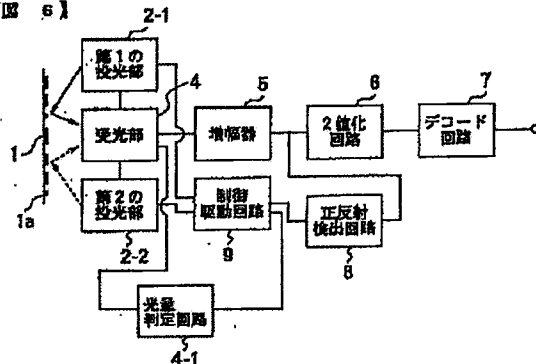 【図 6】
2-1
第1の
投光部
4
受光部
5
増幅器
6
2値化
回路
7
デコード
回路
1
1a
第2の
投光部
2-2
制御
駆動回路
9
正反射
検出回路
8
光量
判定回路
4-1